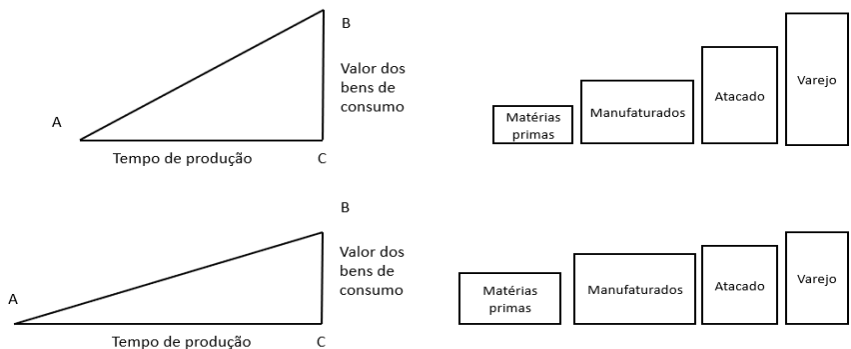 B
Valor dos
bens de
consumo
A
Tempo de produção
C
Matérias
primas
Manufaturados
Atacado
Varejo
B
Valor dos
bens de
consumo
A
Tempo de produção
C
Matérias
primas
Manufaturados
Atacado
Varejo